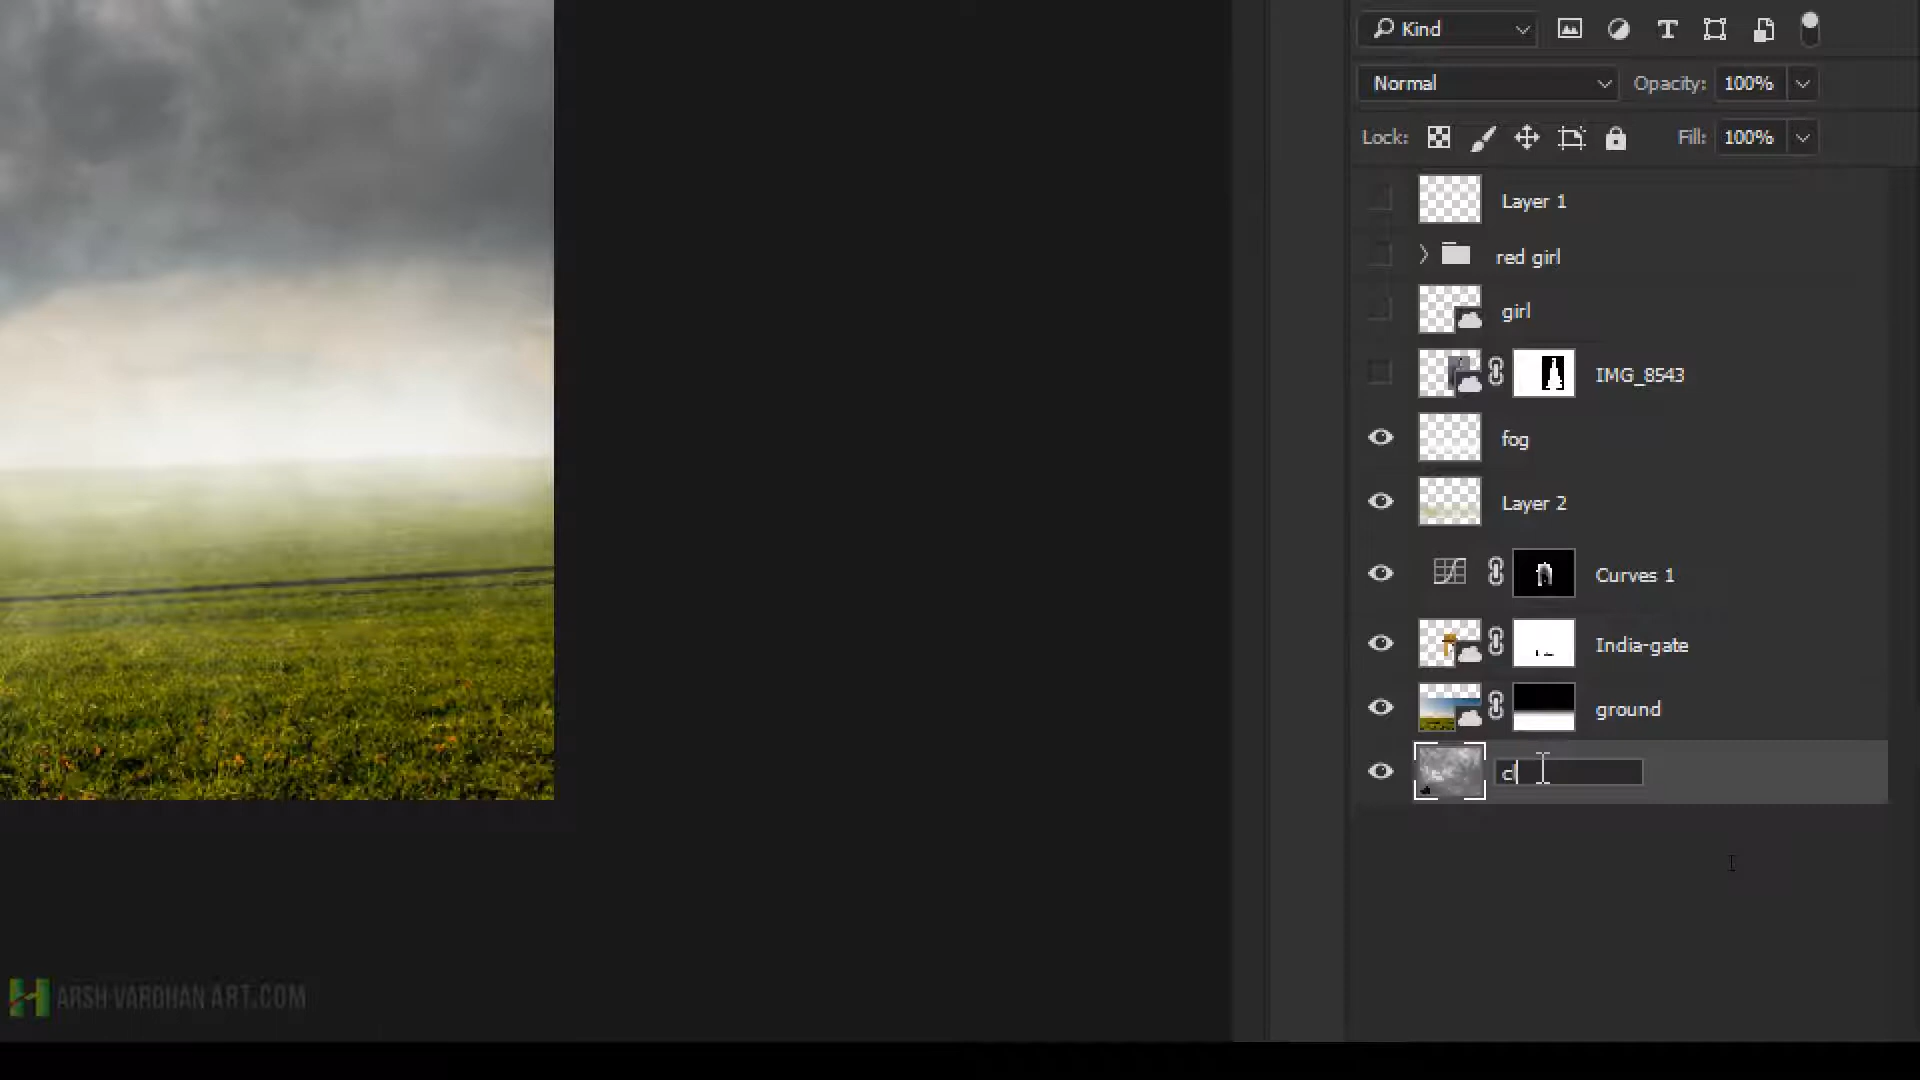 Kind
Normal
Opacity: 100%
Lock:
Fill: 100%
Layer 1
red girl
girl
IMG_8543
fog
Layer 2
Curves 1
India-gate
ground
cl
HARSH-VARDHAN ART.COM